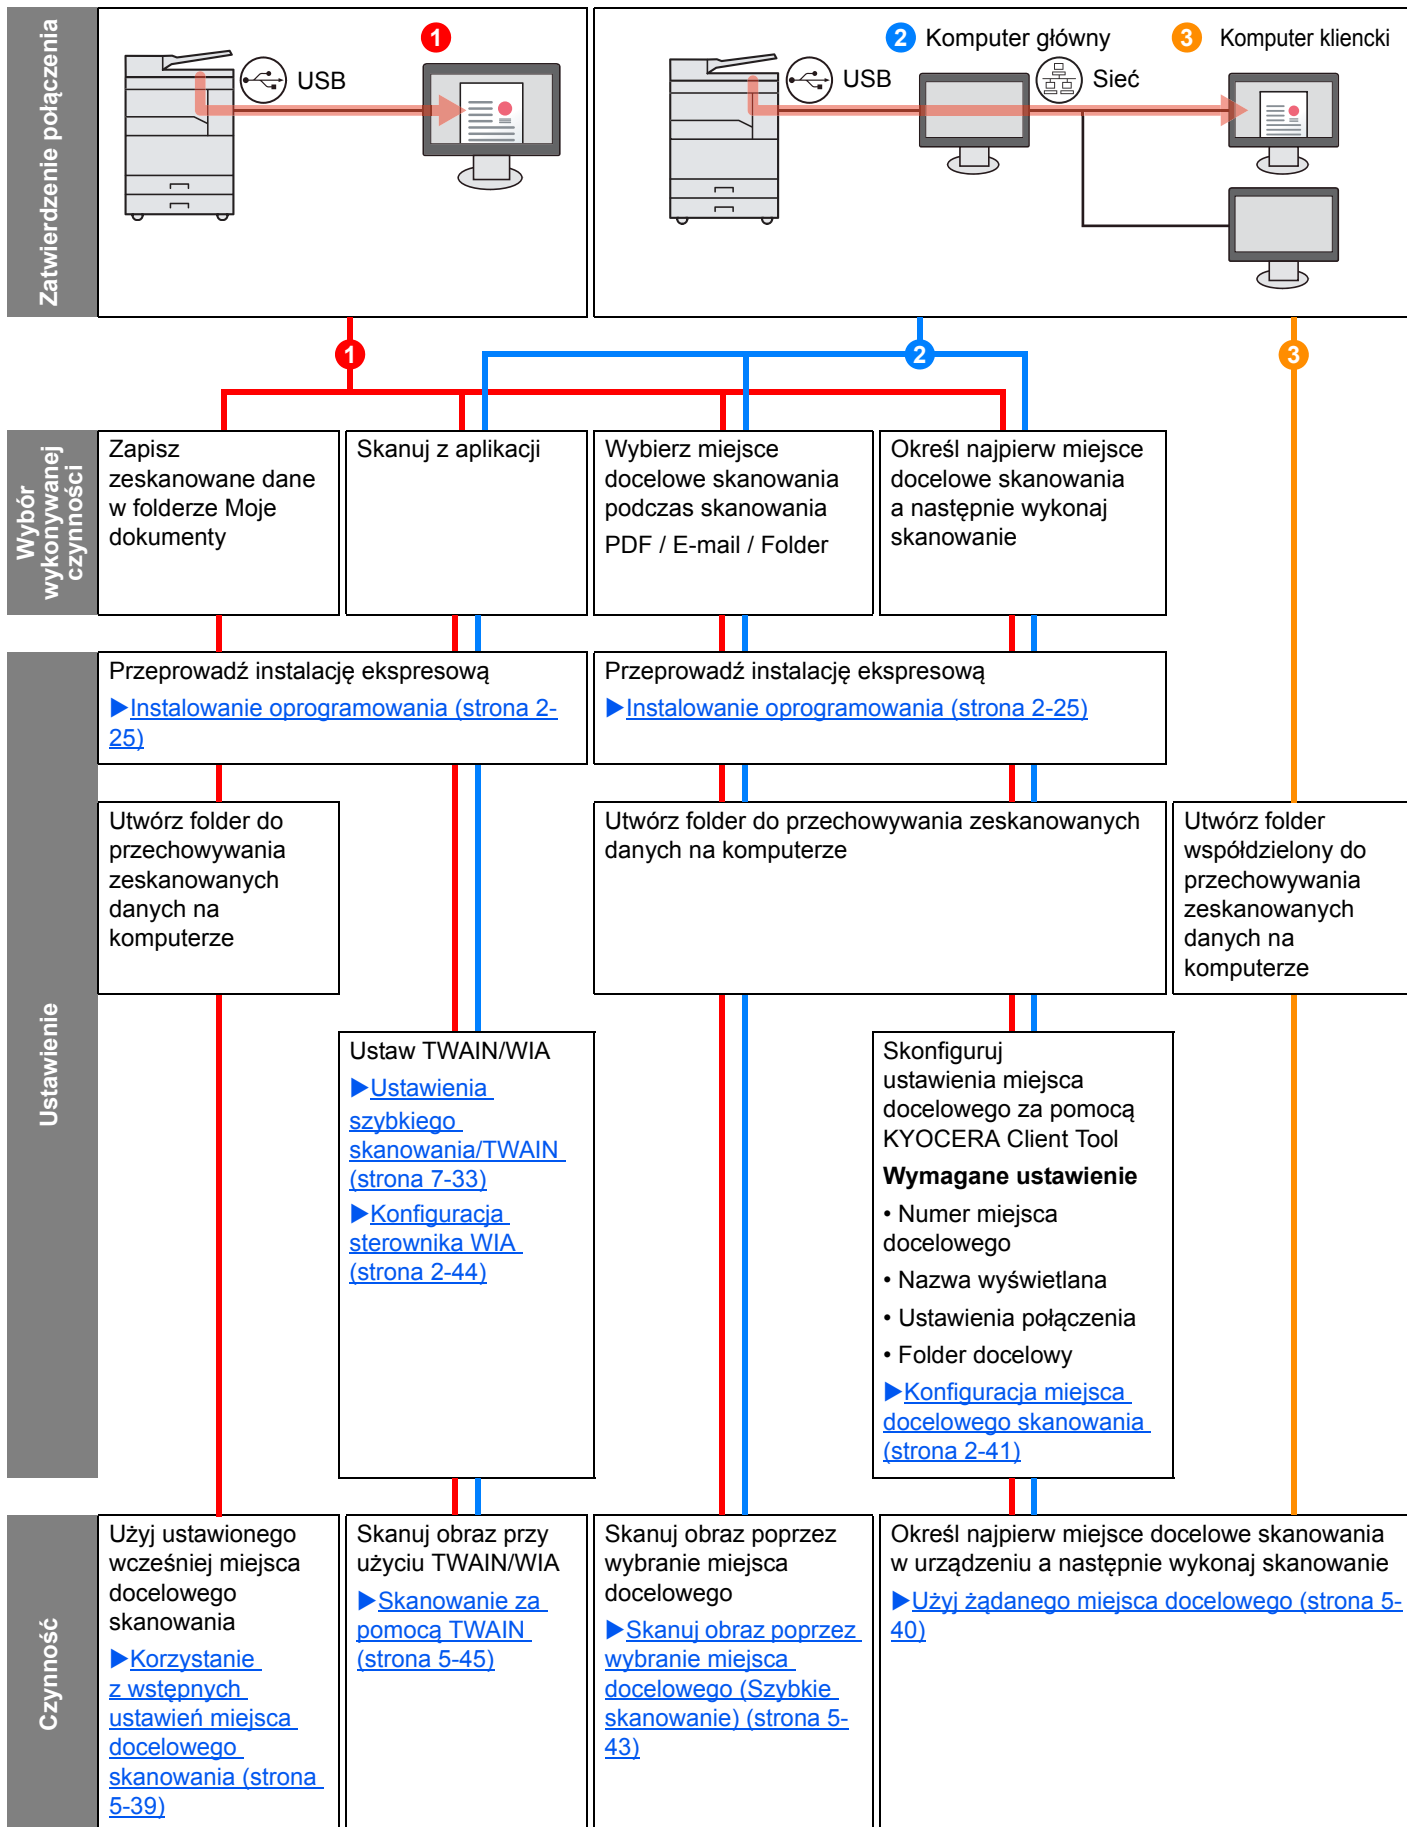 Zatwierdzenie połączenia
1
USB
2 Komputer główny
3 Komputer kliencki
USB
Sieć
1
2
3
Wybór
wykonywanej
czynności
Zapisz
zeskanowane dane
w folderze Moje
dokumenty
Skanuj z aplikacji
Wybierz miejsce
docelowe skanowania
podczas skanowania
PDF / E-mail / Folder
Określ najpierw miejsce
docelowe skanowania
a następnie wykonaj
skanowanie
Ustawienie
Przeprowadź instalację ekspresową
▶Instalowanie oprogramowania (strona 2-
25)
Przeprowadź instalację ekspresową
▶Instalowanie oprogramowania (strona 2-25)
Utwórz folder do
przechowywania
zeskanowanych
danych na
komputerze
Utwórz folder do przechowywania zeskanowanych
danych na komputerze
Utwórz folder
współdzielony do
przechowywania
zeskanowanych
danych na
komputerze
Ustaw TWAIN/WIA
▶Ustawienia
szybkiego
skanowania/TWAIN
(strona 7-33)
▶Konfiguracja
sterownika WIA
(strona 2-44)
Skonfiguruj
ustawienia miejsca
docelowego za pomocą
KYOCERA Client Tool
Wymagane ustawienie
• Numer miejsca
docelowego
• Nazwa wyświetlana
• Ustawienia połączenia
• Folder docelowy
▶Konfiguracja miejsca
docelowego skanowania
(strona 2-41)
Czynność
Użyj ustawionego
wcześniej miejsca
docelowego
skanowania
▶Korzystanie
z wstępnych
ustawień miejsca
docelowego
skanowania (strona
5-39)
Skanuj obraz przy
użyciu TWAIN/WIA
▶Skanowanie za
pomocą TWAIN
(strona 5-45)
Skanuj obraz poprzez
wybranie miejsca
docelowego
▶Skanuj obraz poprzez
wybranie miejsca
docelowego (Szybkie
skanowanie) (strona 5-
43)
Określ najpierw miejsce docelowe skanowania
w urządzeniu a następnie wykonaj skanowanie
▶Użyj żądanego miejsca docelowego (strona 5-
40)